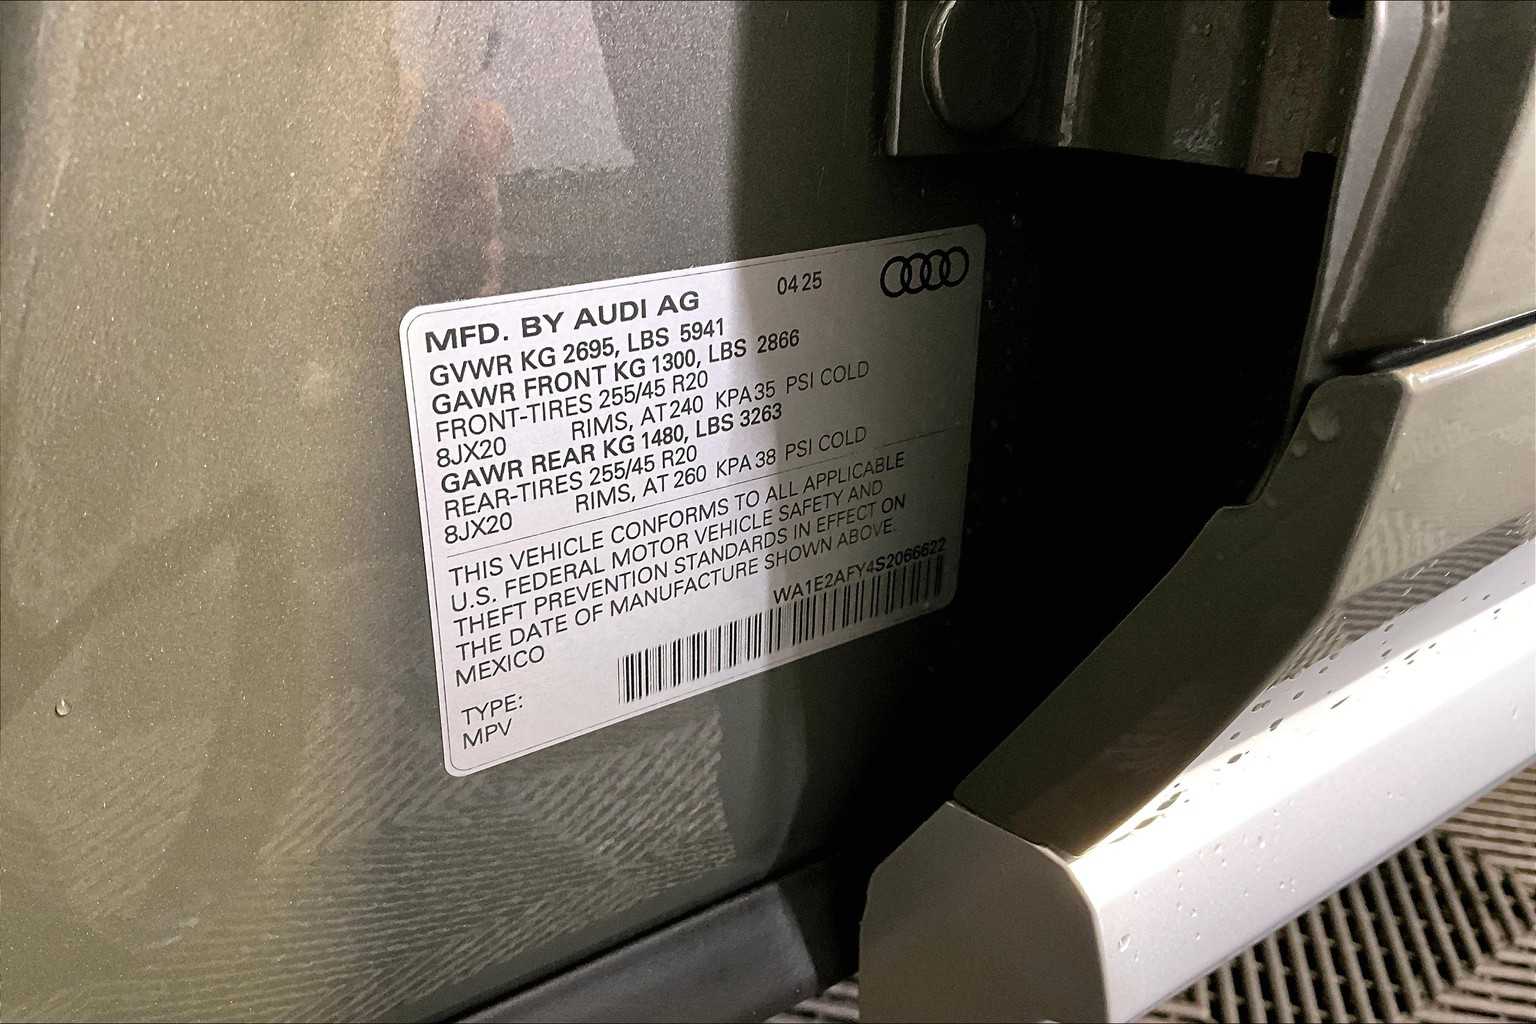 MFD. BY AUDI AG 04 25
GVWR KG 2695, LBS 5941
GAWR FRONT KG 1300, LBS 2866
FRONT-TIRES 255/45 R20
8JX20 RIMS, AT 240 KPA 35 PSI COLD
GAWR REAR KG 1480, LBS 3263
REAR-TIRES 255/45 R20
8JX20 RIMS, AT 260 KPA 38 PSI COLD
THIS VEHICLE CONFORMS TO ALL APPLICABLE
U.S. FEDERAL MOTOR VEHICLE SAFETY AND
THEFT PREVENTION STANDARDS IN EFFECT ON
THE DATE OF MANUFACTURE SHOWN ABOVE.
MEXICO WA1E2AFY4S2066622
TYPE:
MPV